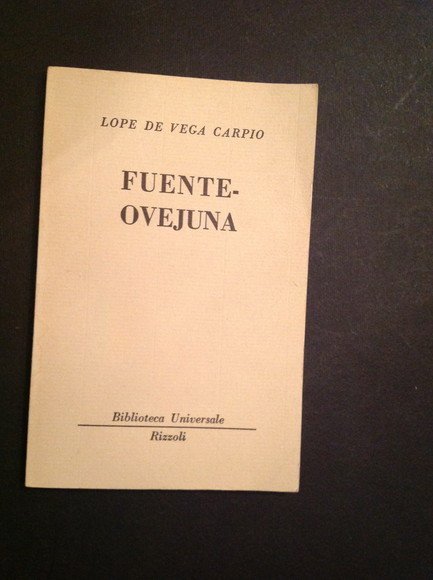 LOPE DE VEGA CARPIO
FUENTE-
OVEJUNA
Biblioteca Universale
Rizzoli